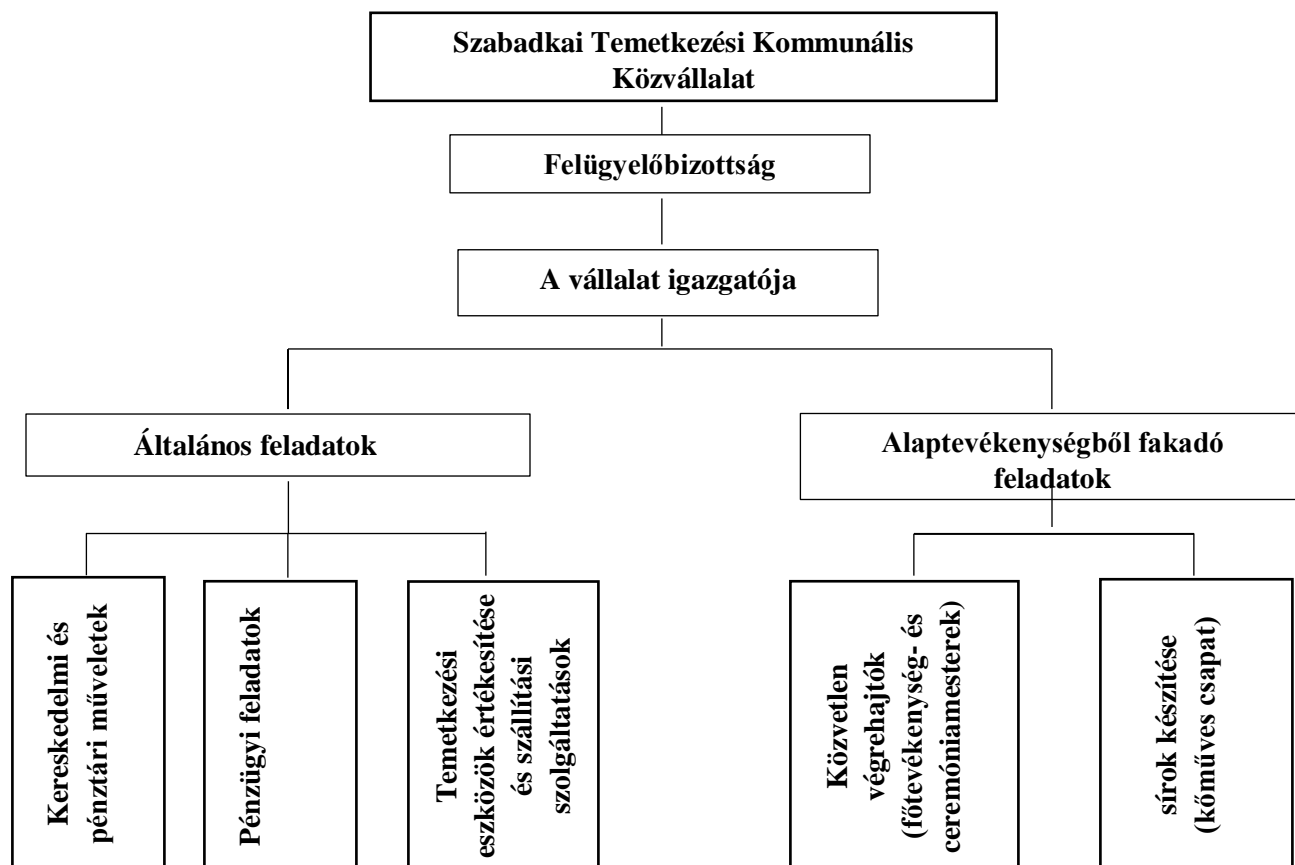 Szabadkai Temetkezési Kommunális
Közvállalat
Felügyelőbizottság
A vállalat igazgatója
Általános feladatok
Alaptevékenységből fakadó
feladatok
Kereskedelmi és
pénztári műveletek
Pénzügyi feladatok
Temetkezési
eszközök értékesítése
és szállítási
szolgáltatások
Közvetlen
végrehajtók
(főtevékenység- és
ceremóniamesterek)
sírok készítése
(kőműves csapat)